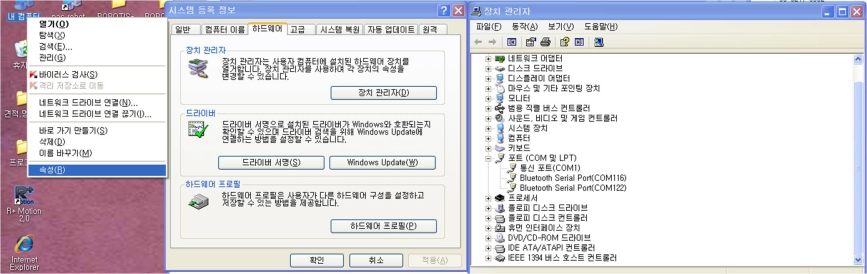 내 컴퓨터
열기(O)
탐색(X)
검색(E)...
관리(G)
바이러스 검사(S)
격리 저장소로 이동
네트워크 드라이브 연결(N)...
네트워크 드라이브 연결 끊기(I)...
바로 가기 만들기(S)
삭제(D)
이름 바꾸기(M)
속성(R)
R+ Motion
2.0
Internet
Explorer
시스템 등록 정보
일반
컴퓨터 이름
하드웨어
고급
시스템 복원
자동 업데이트
원격
장치 관리자
장치 관리자는 사용자 컴퓨터에 설치된 하드웨어 장치를
열거합니다. 장치 관리자를 사용하여 각 장치의 속성을
변경할 수 있습니다.
장치 관리자(D)
드라이버
드라이버 서명으로 설치된 드라이버가 Windows와 호환되는지
확인할 수 있으며 드라이버 검색을 위해 Windows Update에
연결하는 방법을 설정할 수 있습니다.
드라이버 서명(S)
Windows Update(W)
하드웨어 프로필
하드웨어 프로필은 사용자가 다른 하드웨어 구성을 설정하고
저장할 수 있는 방법을 제공합니다.
하드웨어 프로필(P)
확인
취소
적용(A)
장치 관리자
파일(F) 동작(A) 보기(V) 도움말(H)
네트워크 어댑터
디스크 드라이브
디스플레이 어댑터
마우스 및 기타 포인팅 장치
모니터
범용 직렬 버스 컨트롤러
사운드, 비디오 및 게임 컨트롤러
시스템 장치
컴퓨터
키보드
포트 (COM 및 LPT)
통신 포트(COM1)
Bluetooth Serial Port(COM116)
Bluetooth Serial Port(COM122)
프로세서
플로피 디스크 드라이브
플로피 디스크 컨트롤러
휴먼 인터페이스 장치
DVD/CD-ROM 드라이브
IDE ATA/ATAPI 컨트롤러
IEEE 1394 버스 호스트 컨트롤러